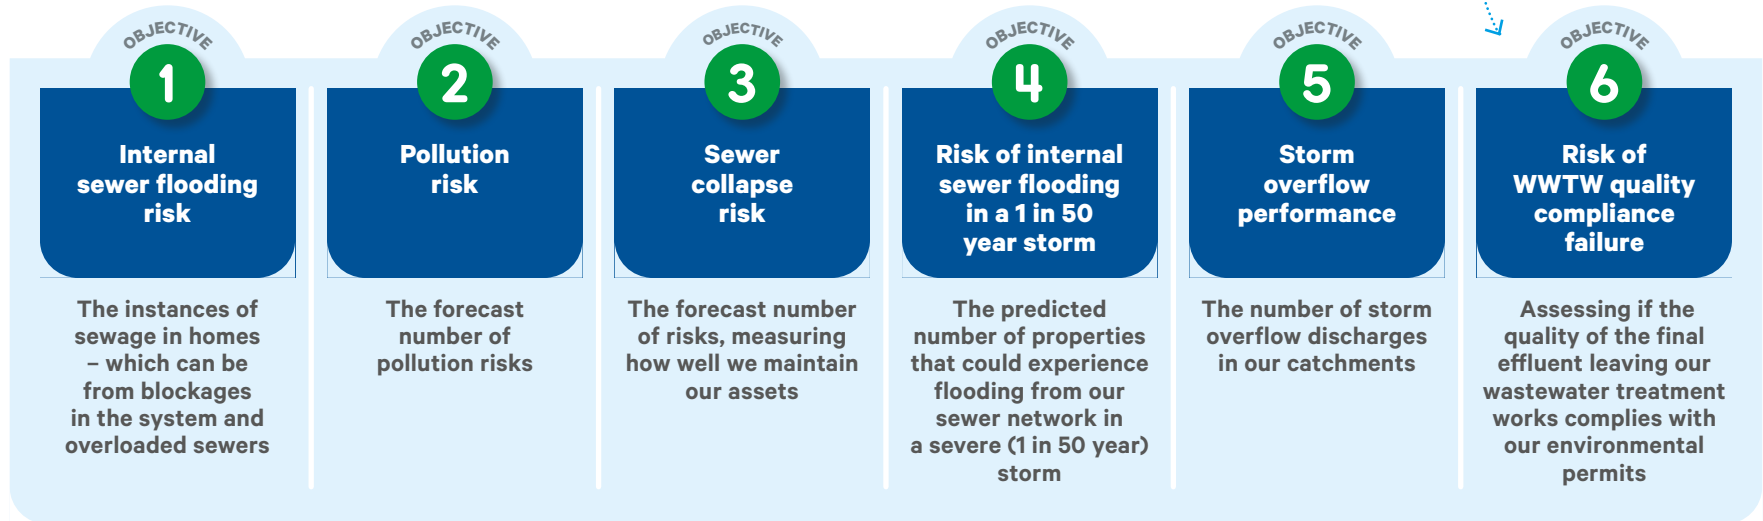 OBJECTIVE
1
Internal
sewer flooding
risk
The instances of
sewage in homes
– which can be
from blockages
in the system and
overloaded sewers
OBJECTIVE
2
Pollution
risk
The forecast
number of
pollution risks
OBJECTIVE
3
Sewer
collapse
risk
The forecast number
of risks, measuring
how well we maintain
our assets
OBJECTIVE
4
Risk of internal
sewer flooding
in a 1 in 50
year storm
The predicted
number of properties
that could experience
flooding from our
sewer network in
a severe (1 in 50 year)
storm
OBJECTIVE
5
Storm
overflow
performance
The number of storm
overflow discharges
in our catchments
OBJECTIVE
6
Risk of
WWTW quality
compliance
failure
Assessing if the
quality of the final
effluent leaving our
wastewater treatment
works complies with
our environmental
permits